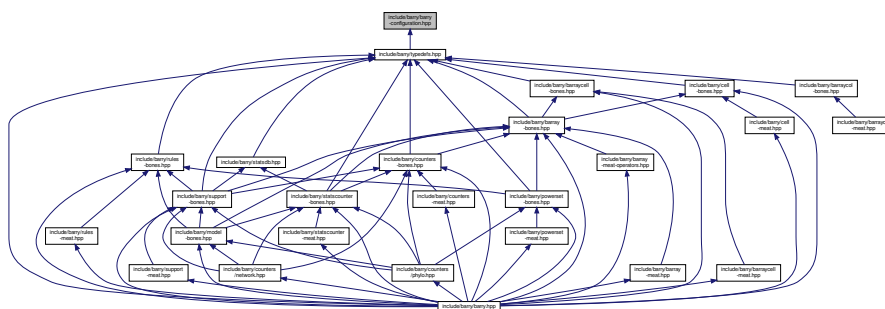 include/barry/barry
-configuration.hpp
include/barry/typedefs.hpp
include/barry/barraycell
-bones.hpp
include/barry/cell
-bones.hpp
include/barry/barraycol
-bones.hpp
include/barry/barray
-bones.hpp
include/barry/cell
-meat.hpp
include/barry/barrayc
-meat.hpp
include/barry/rules
-bones.hpp
include/barry/statsdb.hpp
include/barry/counters
-bones.hpp
include/barry/barray
-meat-operators.hpp
include/barry/support
-bones.hpp
include/barry/statscounter
-bones.hpp
include/barry/counters
-meat.hpp
include/barry/powerset
-bones.hpp
include/barry/rules
-meat.hpp
include/barry/model
-bones.hpp
include/barry/statscounter
-meat.hpp
include/barry/powerset
-meat.hpp
include/barry/support
-meat.hpp
include/barry/counters
/network.hpp
include/barry/counters
/phylo.hpp
include/barry/barray
-meat.hpp
include/barry/barraycell
-meat.hpp
include/barry/barry.hpp